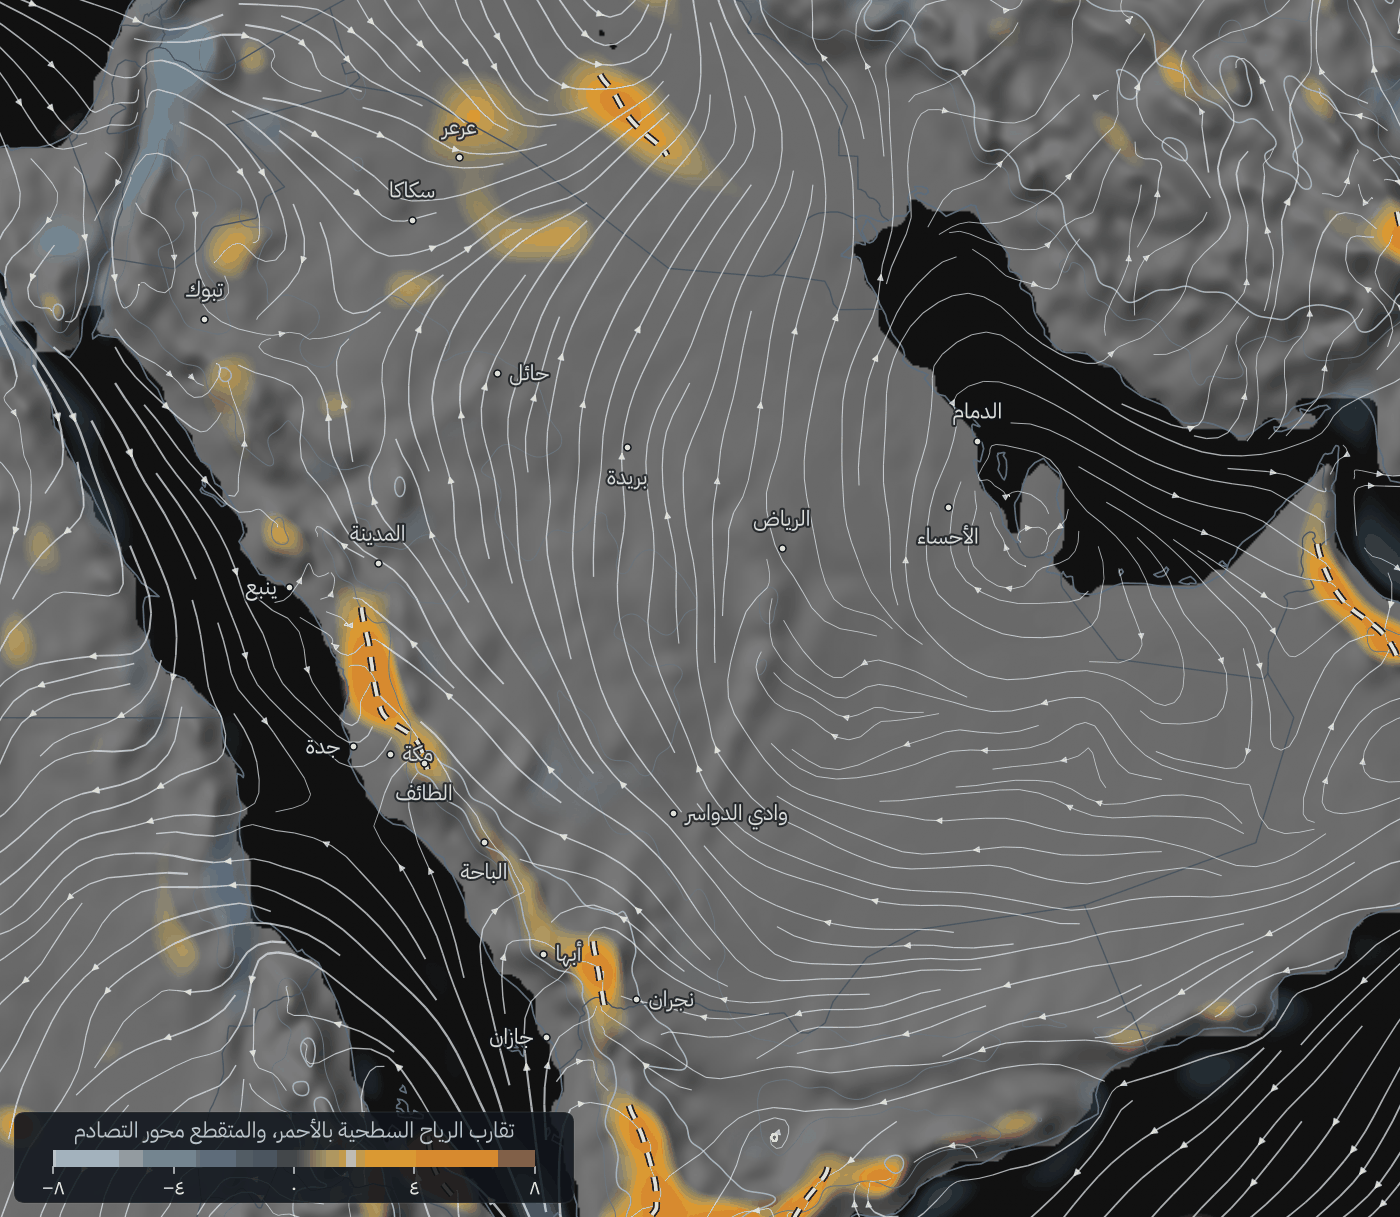 عرعر
سكاكا
تبوك
حائل
الدمام
بريدة
الرياض
الأحساء
المدينة
ينبع
جدة
مكة
الطائف
وادي الدواسر
الباحة
أبها
نجران
جازان
تقارب الرياح السطحية بالأحمر، والمتقطع محور التصادم
−٨ −٤ ٠ ٤ ٨